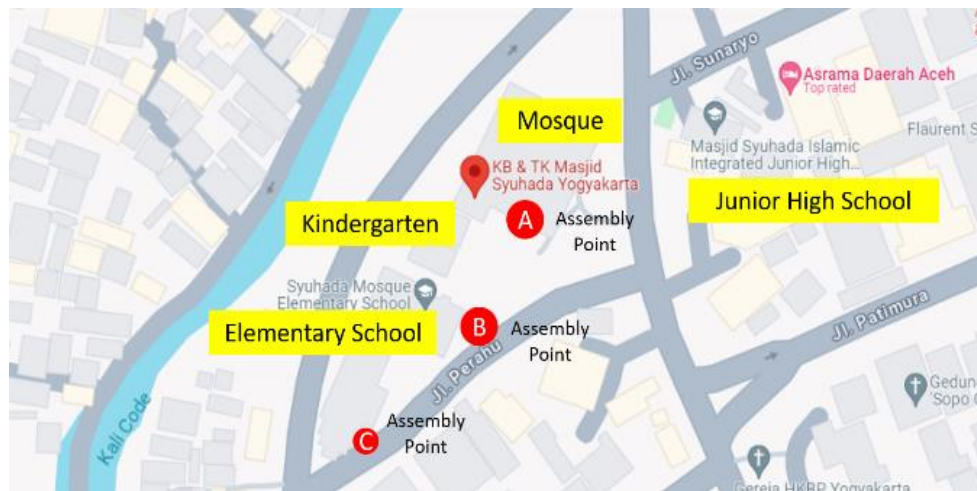 Jl. Sunaryo
Asrama Daerah Aceh
Top rated
Mosque
Masjid Syuhada Islamic
Integrated Junior High...
Flaurent S
KB & TK Masjid
Syuhada Yogyakarta
Junior High School
Kindergarten
A
Assembly
Point
Syuhada Mosque
Elementary School
Elementary School
B
Assembly
Point
Jl. Perahu
Jl. Patimura
Kali Code
C
Assembly
Point
Gedun
'Sopo G
Gereja HKBP Yogyakarta